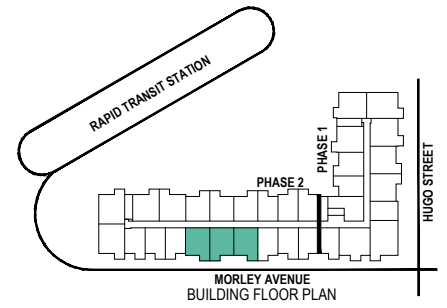 RAPID TRANSIT STATION
PHASE 1
HUGO STREET
PHASE 2
MORLEY AVENUE
BUILDING FLOOR PLAN